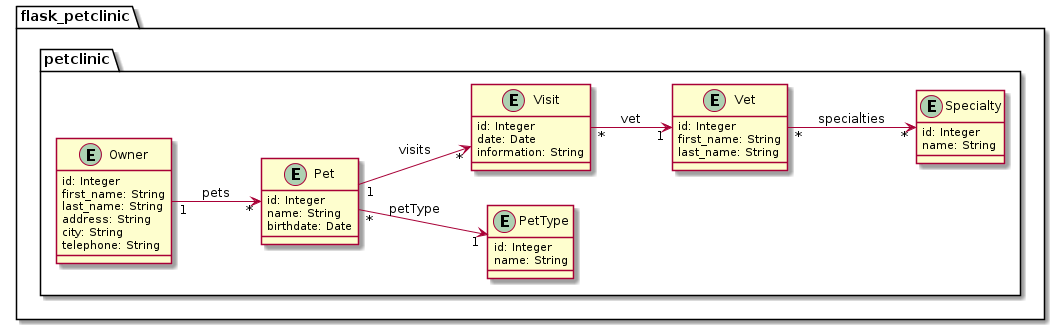 flask_petclinic
petclinic
E Owner
id: Integer
first_name: String
last_name: String
address: String
city: String
telephone: String
pets
1
*
E Pet
id: Integer
name: String
birthdate: Date
visits
1
*
petType
*
1
E Visit
id: Integer
date: Date
information: String
E PetType
id: Integer
name: String
vet
*
1
E Vet
id: Integer
first_name: String
last_name: String
specialties
*
*
E Specialty
id: Integer
name: String